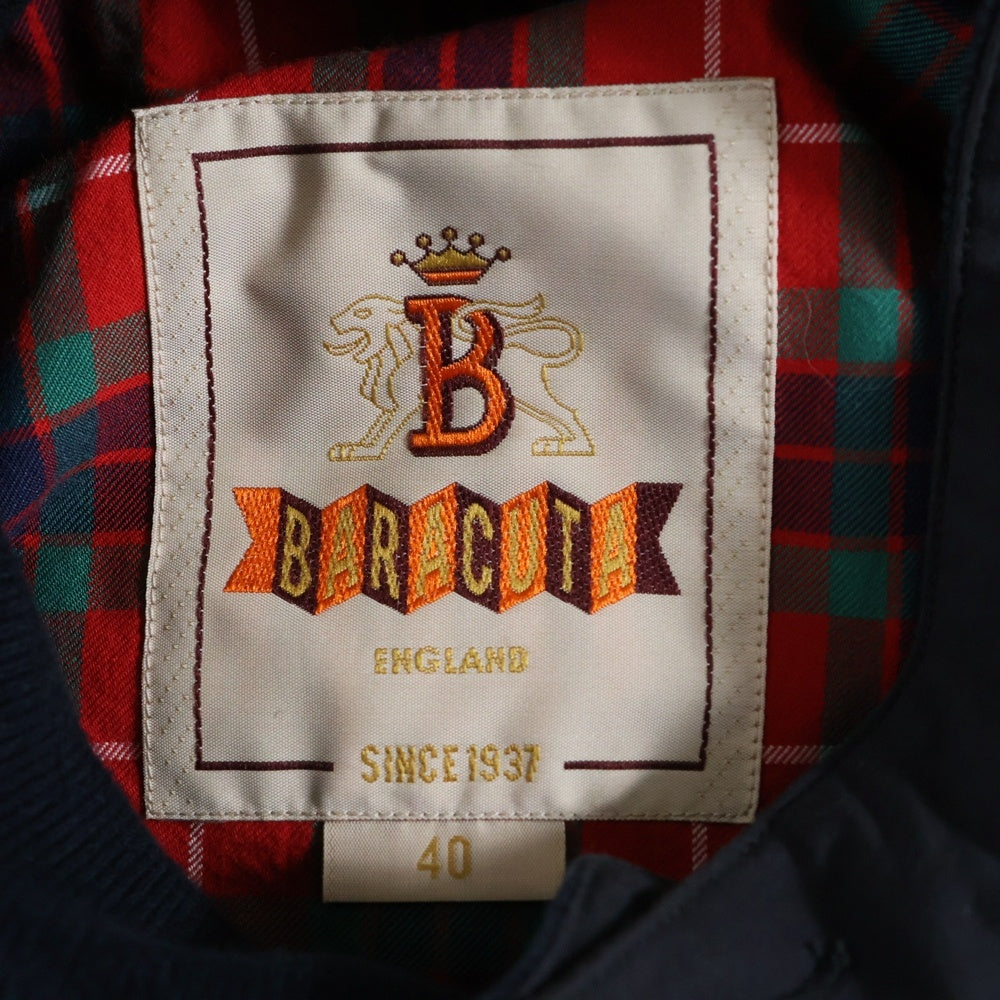 B
BARACUTA
ENGLAND
SINCE 1937
40